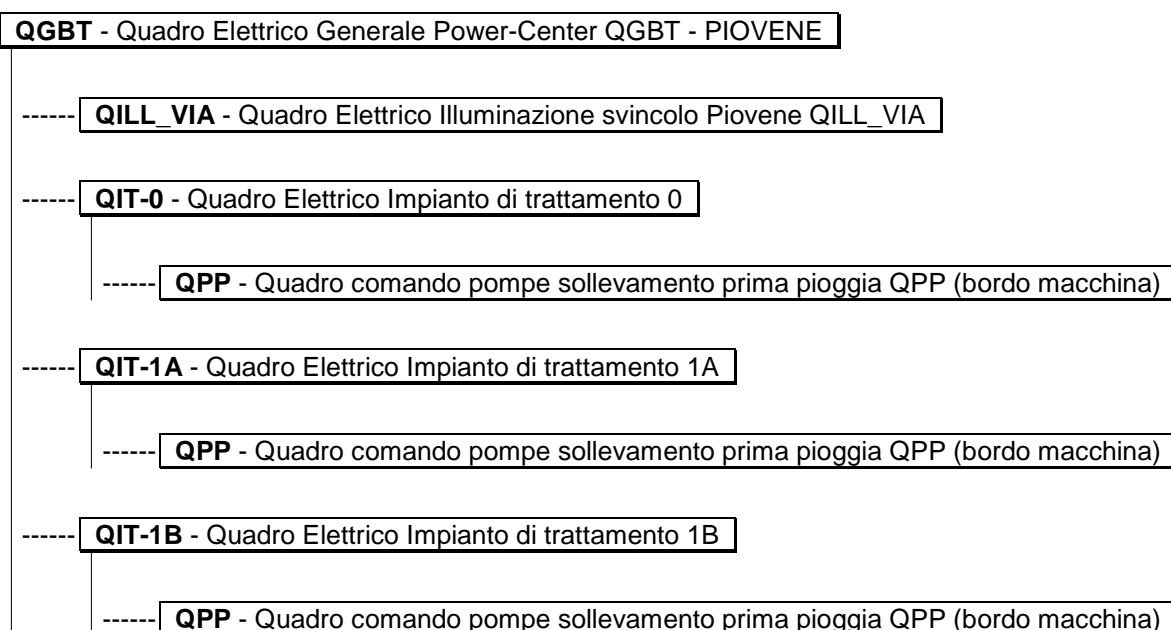 QGBT - Quadro Elettrico Generale Power-Center QGBT - PIOVENE
------ QILL_VIA - Quadro Elettrico Illuminazione svincolo Piovene QILL_VIA
------ QIT-0 - Quadro Elettrico Impianto di trattamento 0
------ QPP - Quadro comando pompe sollevamento prima pioggia QPP (bordo macchina)
------ QIT-1A - Quadro Elettrico Impianto di trattamento 1A
------ QPP - Quadro comando pompe sollevamento prima pioggia QPP (bordo macchina)
------ QIT-1B - Quadro Elettrico Impianto di trattamento 1B
------ QPP - Quadro comando pompe sollevamento prima pioggia QPP (bordo macchina)